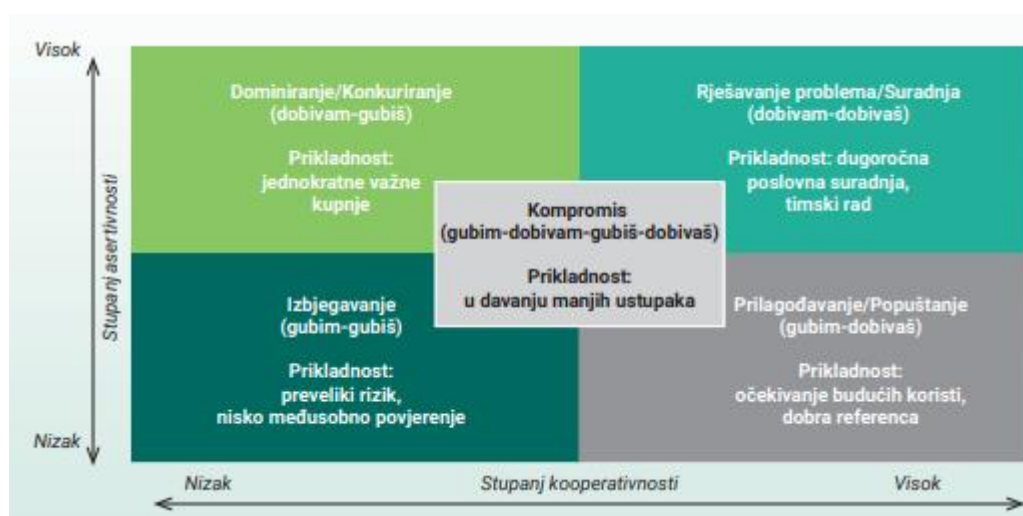 Visok
Dominiranje/Konkuriranje
(dobivam-gubiš)
Prikladnost:
jednokratne važne
kupnje
Rješavanje problema/Suradnja
(dobivam-dobivaš)
Prikladnost: dugoročna
poslovna suradnja,
timski rad
Stupanj asertivnosti
Kompromis
(gubim-dobivam-gubiš-dobivaš)
Prikladnost:
u davanju manjih ustupaka
Izbjegavanje
(gubim-gubiš)
Prikladnost:
preveliki rizik,
nisko međusobno povjerenje
Prilagođavanje/Popuštanje
(gubim-dobivaš)
Prikladnost:
očekivanje budućih koristi,
dobra referenca
Nizak
Nizak
Stupanj kooperativnosti
Visok